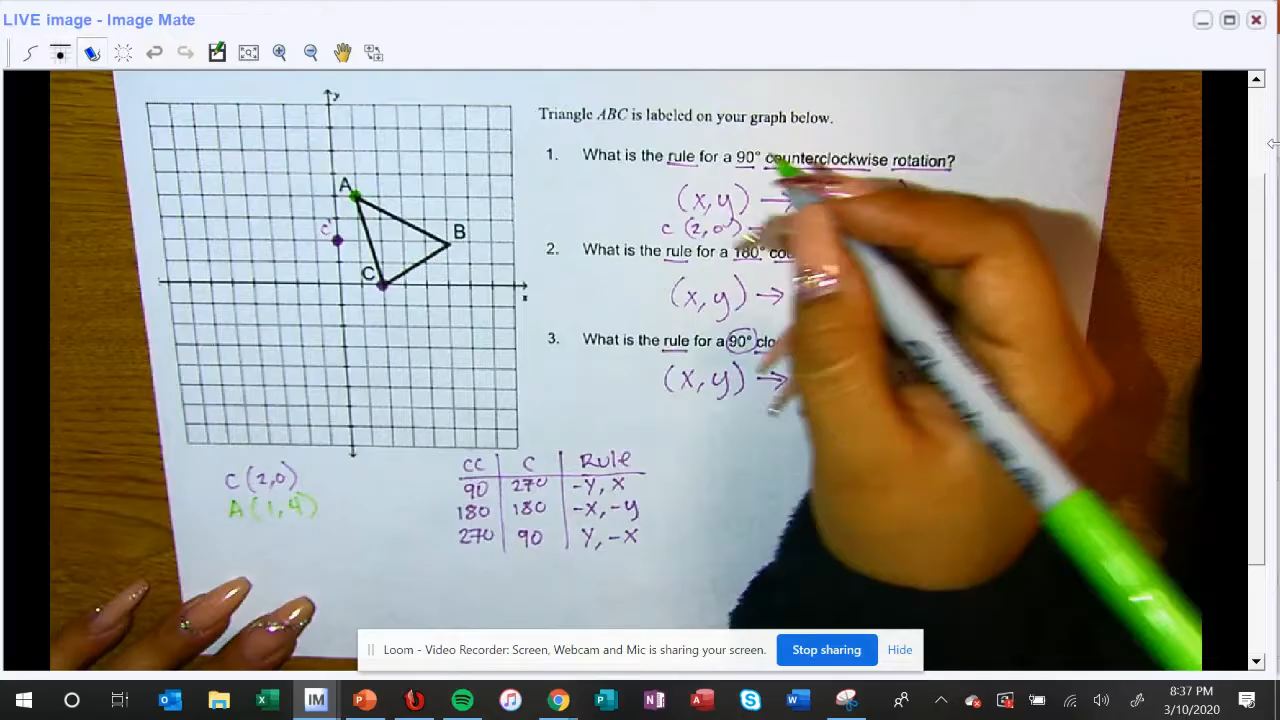 LIVE image - Image Mate
y
Triangle ABC is labeled on your graph below.
1. What is the rule for a 90° counterclockwise rotation?
(x, y) →
C (2,0) →
A
C'
B
C
x
2. What is the rule for a 180°
(x, y) →
3. What is the rule for a 90°
(x, y) →
C (2,0)
A (1,4)
CC C Rule
90 270 -Y, X
180 180 -X, -Y
270 90 Y, -X
Loom - Video Recorder: Screen, Webcam and Mic is sharing your screen.
Stop sharing
Hide
IM
8:37 PM
3/10/2020